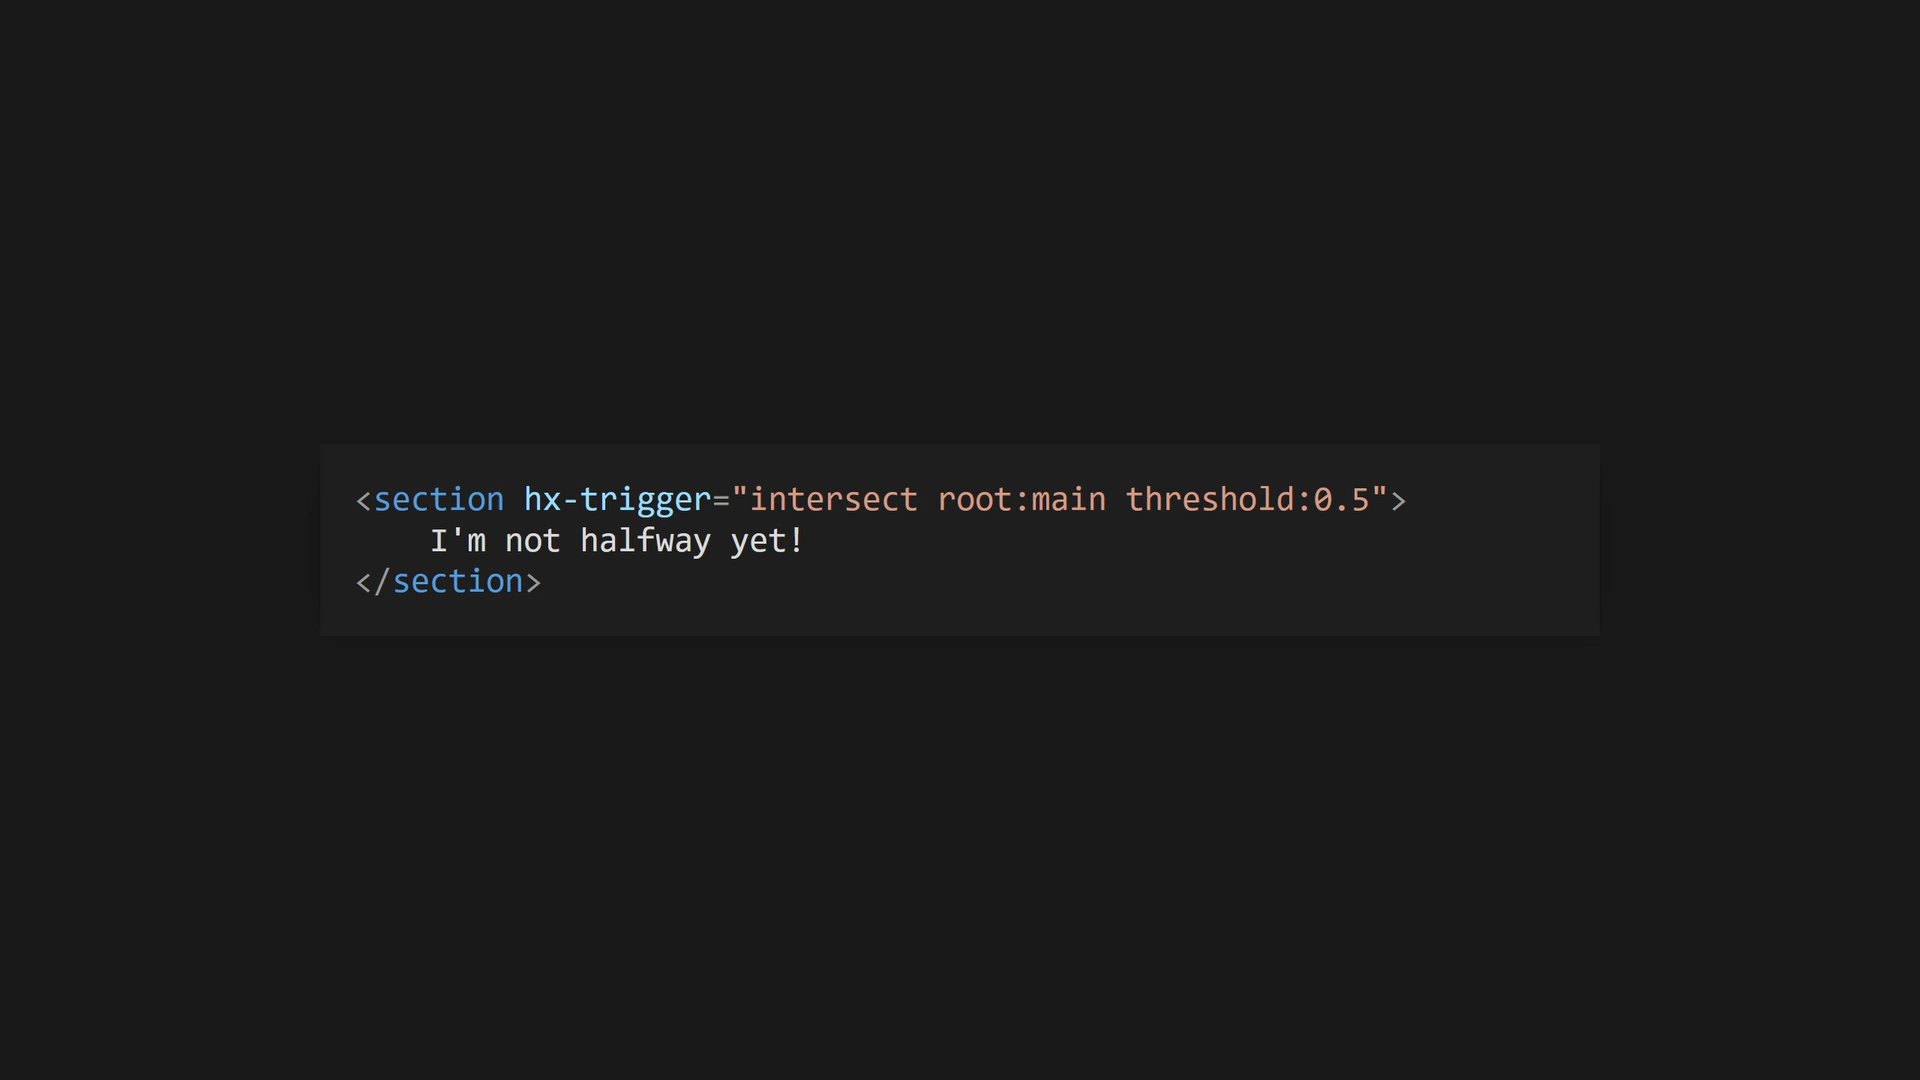 <section hx-trigger="intersect root:main threshold:0.5">
    I'm not halfway yet!
</section>